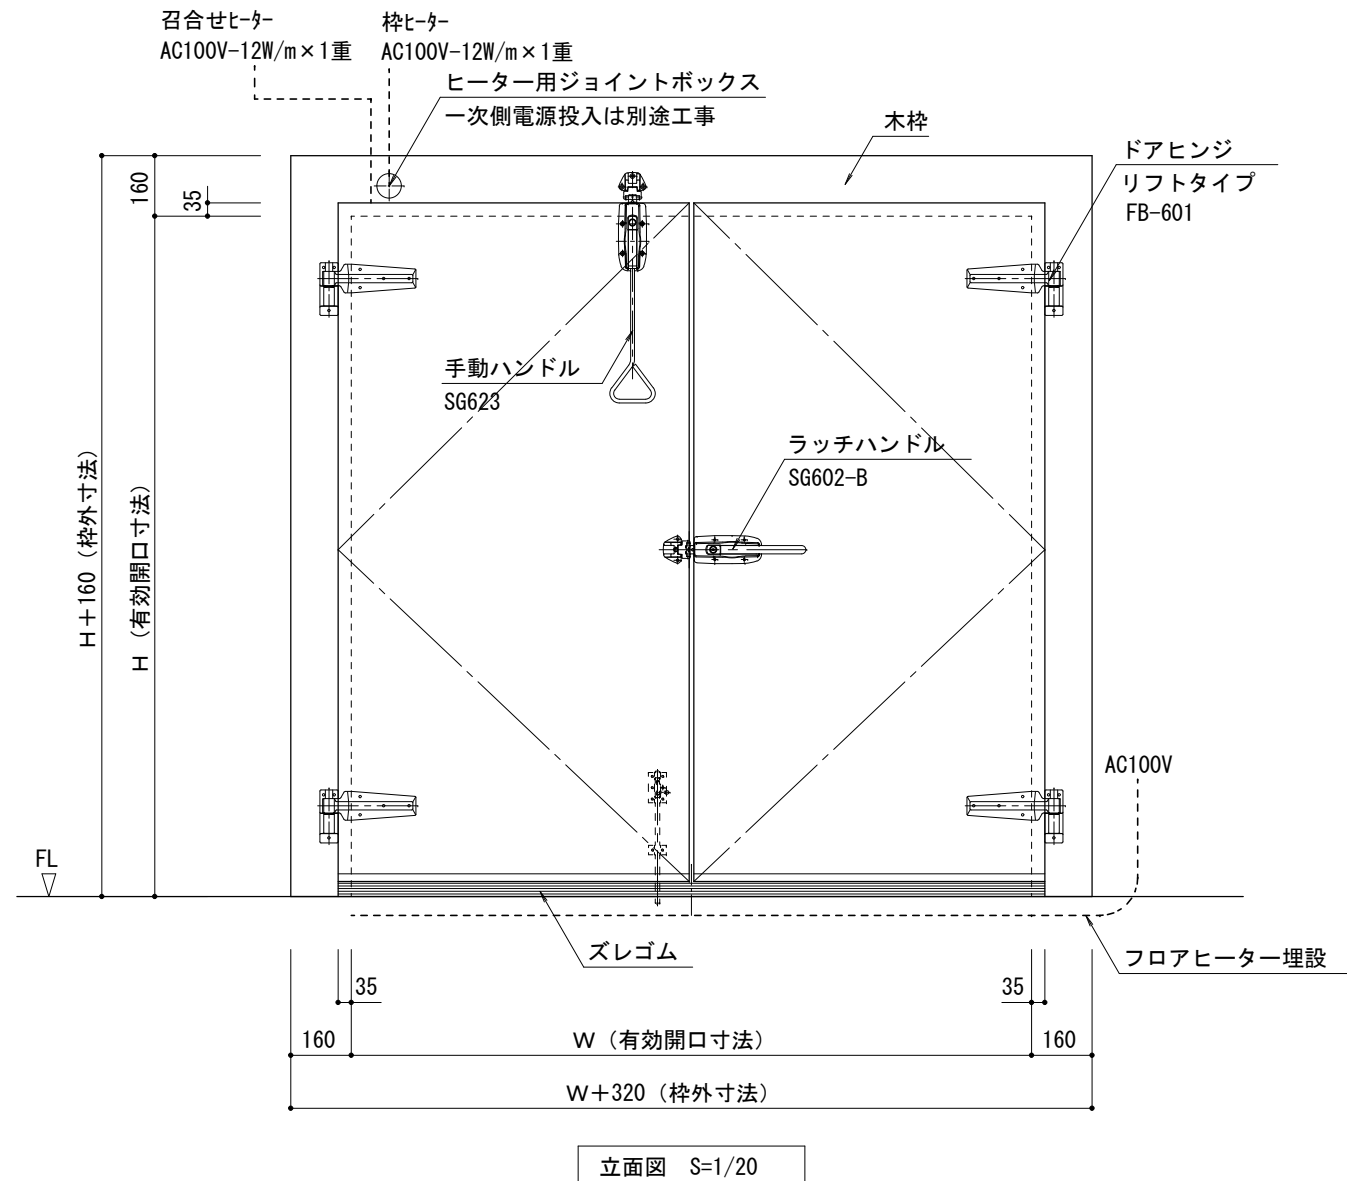 召合せﾋｰﾀｰ
AC100V-12W/m×1重
枠ﾋｰﾀｰ
AC100V-12W/m×1重
ヒーター用ジョイントボックス
一次側電源投入は別途工事
木枠
ドアヒンジ
リフトタイプ
FB-601
160
35
手動ハンドル
SG623
ラッチハンドル
SG602-B
H＋160（枠外寸法）
H（有効開口寸法）
AC100V
FL
ズレゴム
フロアヒーター埋設
35
35
160
W（有効開口寸法）
160
W＋320（枠外寸法）
立面図　S=1/20